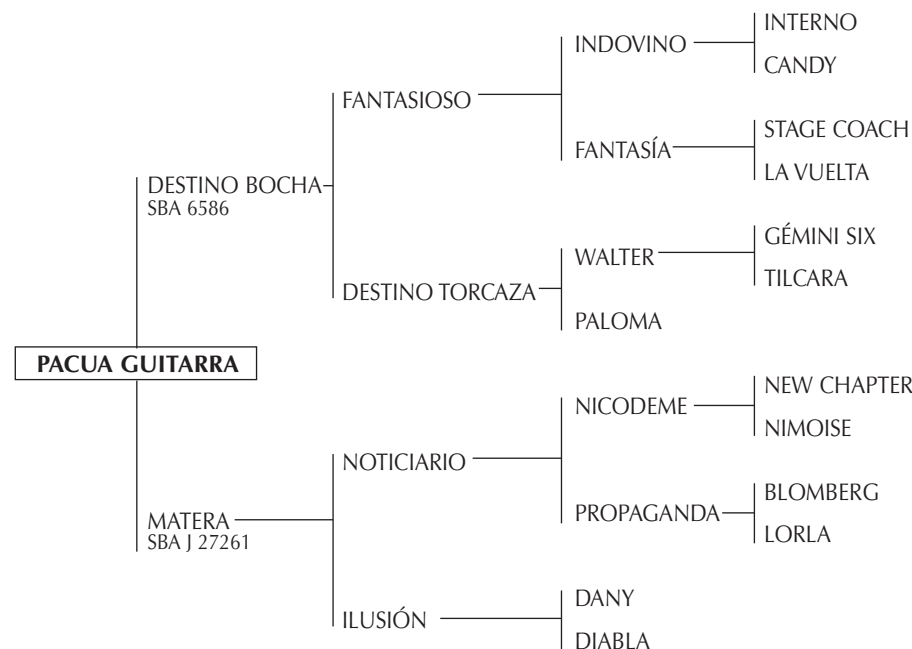 INTERNO
INDOVINO
CANDY
FANTASIOSO
STAGE COACH
FANTASÍA
LA VUELTA
DESTINO BOCHA
SBA 6586
GÉMINI SIX
WALTER
TILCARA
DESTINO TORCAZA
PALOMA
PACUA GUITARRA
NEW CHAPTER
NICODEME
NIMOISE
NOTICIARIO
BLOMBERG
PROPAGANDA
LORLA
MATERA
SBA J 27261
DANY
ILUSIÓN
DIABLA